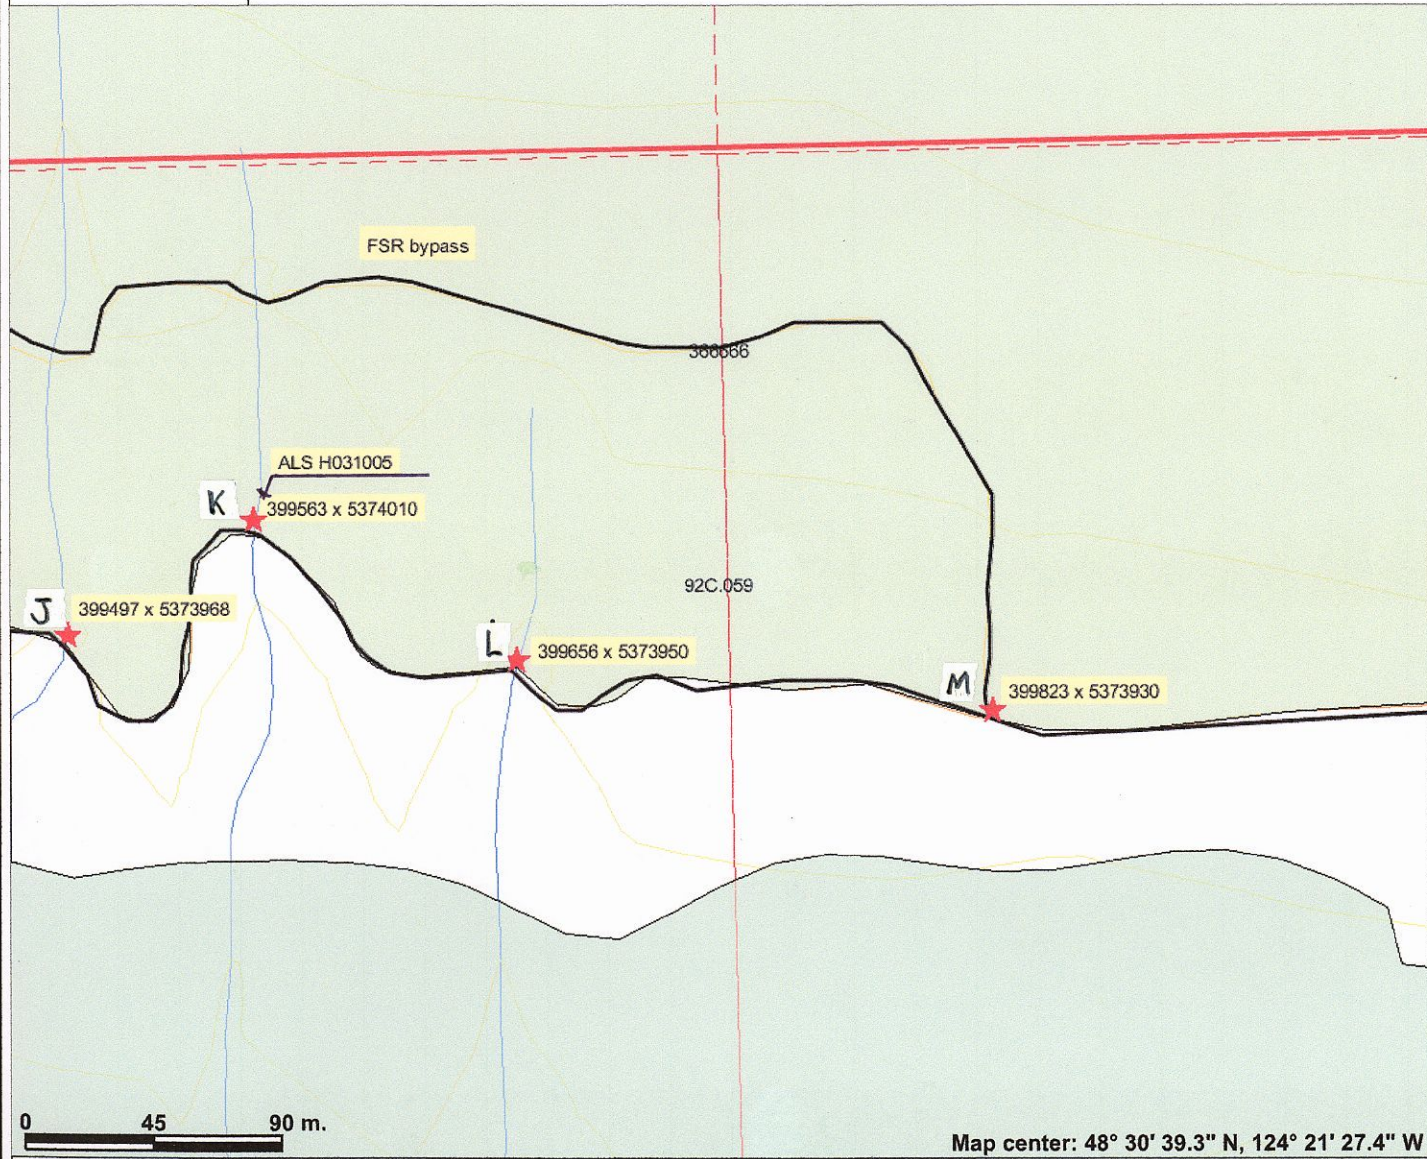 FSR bypass
366666
ALS H031005
K
399563 x 5374010
92C.059
J
399497 x 5373968
L
399656 x 5373950
M
399823 x 5373930
0 45 90 m.
Map center: 48° 30' 39.3" N, 124° 21' 27.4" W